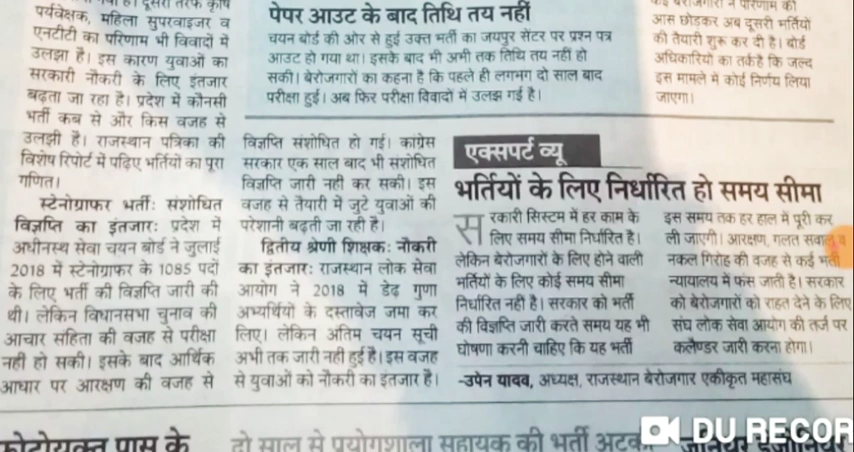 पर्यवेक्षक, महिला सुपरवाइजर व
एनटीटी का परिणाम भी विवादों में
उलझा है। इस कारण युवाओं का
सरकारी नौकरी के लिए इंतजार
बढ़ता जा रहा है। प्रदेश में कौनसी
भर्ती कब से और किस वजह से
उलझी है। राजस्थान पत्रिका की
विशेष रिपोर्ट में पढ़िए भर्तियों का पूरा
गणित।
स्टेनोग्राफर भर्ती: संशोधित
विज्ञप्ति का इंतजार: प्रदेश में
अधीनस्थ सेवा चयन बोर्ड ने जुलाई
2018 में स्टेनोग्राफर के 1085 पदों
के लिए भर्ती की विज्ञप्ति जारी की
थी। लेकिन विधानसभा चुनाव की
आचार संहिता की वजह से परीक्षा
नही हो सकी। इसके बाद आर्थिक
आधार पर आरक्षण की वजह से
पेपर आउट के बाद तिथि तय नहीं
चयन बोर्ड की ओर से हुई उक्त भर्ती का जयपुर सेंटर पर प्रश्न पत्र
आउट हो गया था। इसके बाद भी अभी तक तिथि तय नहीं हो
सकी। बेरोजगारों का कहना है कि पहले ही लगभग दो साल बाद
परीक्षा हुई। अब फिर परीक्षा विवादों में उलझ गई है।
आस छोड़कर अब दूसरी भर्तियों
की तैयारी शुरू कर दी है। बोर्ड
अधिकारियों का तर्क है कि जल्द
इस मामले में कोई निर्णय लिया
जाएगा।
विज्ञप्ति संशोधित हो गई। कांग्रेस
सरकार एक साल बाद भी संशोधित
विज्ञप्ति जारी नही कर सकी। इस
वजह से तैयारी में जुटे युवाओं की
परेशानी बढ़ती जा रही है।
द्वितीय श्रेणी शिक्षक: नौकरी
का इंतजार: राजस्थान लोक सेवा
आयोग ने 2018 में डेढ़ गुणा
अभ्यर्थियों के दस्तावेज जमा कर
लिए। लेकिन अंतिम चयन सूची
अभी तक जारी नही हुई है। इस वजह
से युवाओं को नौकरी का इंतजार है।
एक्सपर्ट व्यू
भर्तियों के लिए निर्धारित हो समय सीमा
सरकारी सिस्टम में हर काम के
लिए समय सीमा निर्धारित है।
लेकिन बेरोजगारों के लिए होने वाली
भर्तियों के लिए कोई समय सीमा
निर्धारित नहीं है। सरकार को भर्ती
की विज्ञप्ति जारी करते समय यह भी
घोषणा करनी चाहिए कि यह भर्ती
इस समय तक हर हाल में पूरी कर
ली जाएगी। आरक्षण, गलत सवाल व
नकल गिरोह की वजह से कई भर्ती
न्यायालय में फंस जाती है। सरकार
को बेरोजगारों को राहत देने के लिए
संघ लोक सेवा आयोग की तर्ज पर
कलैण्डर जारी करना होगा।
-उपेन यादव, अध्यक्ष, राजस्थान बेरोजगार एकीकृत महासंघ
दो साल से प्रयोगशाला सहायक की भर्ती
DU RECOR